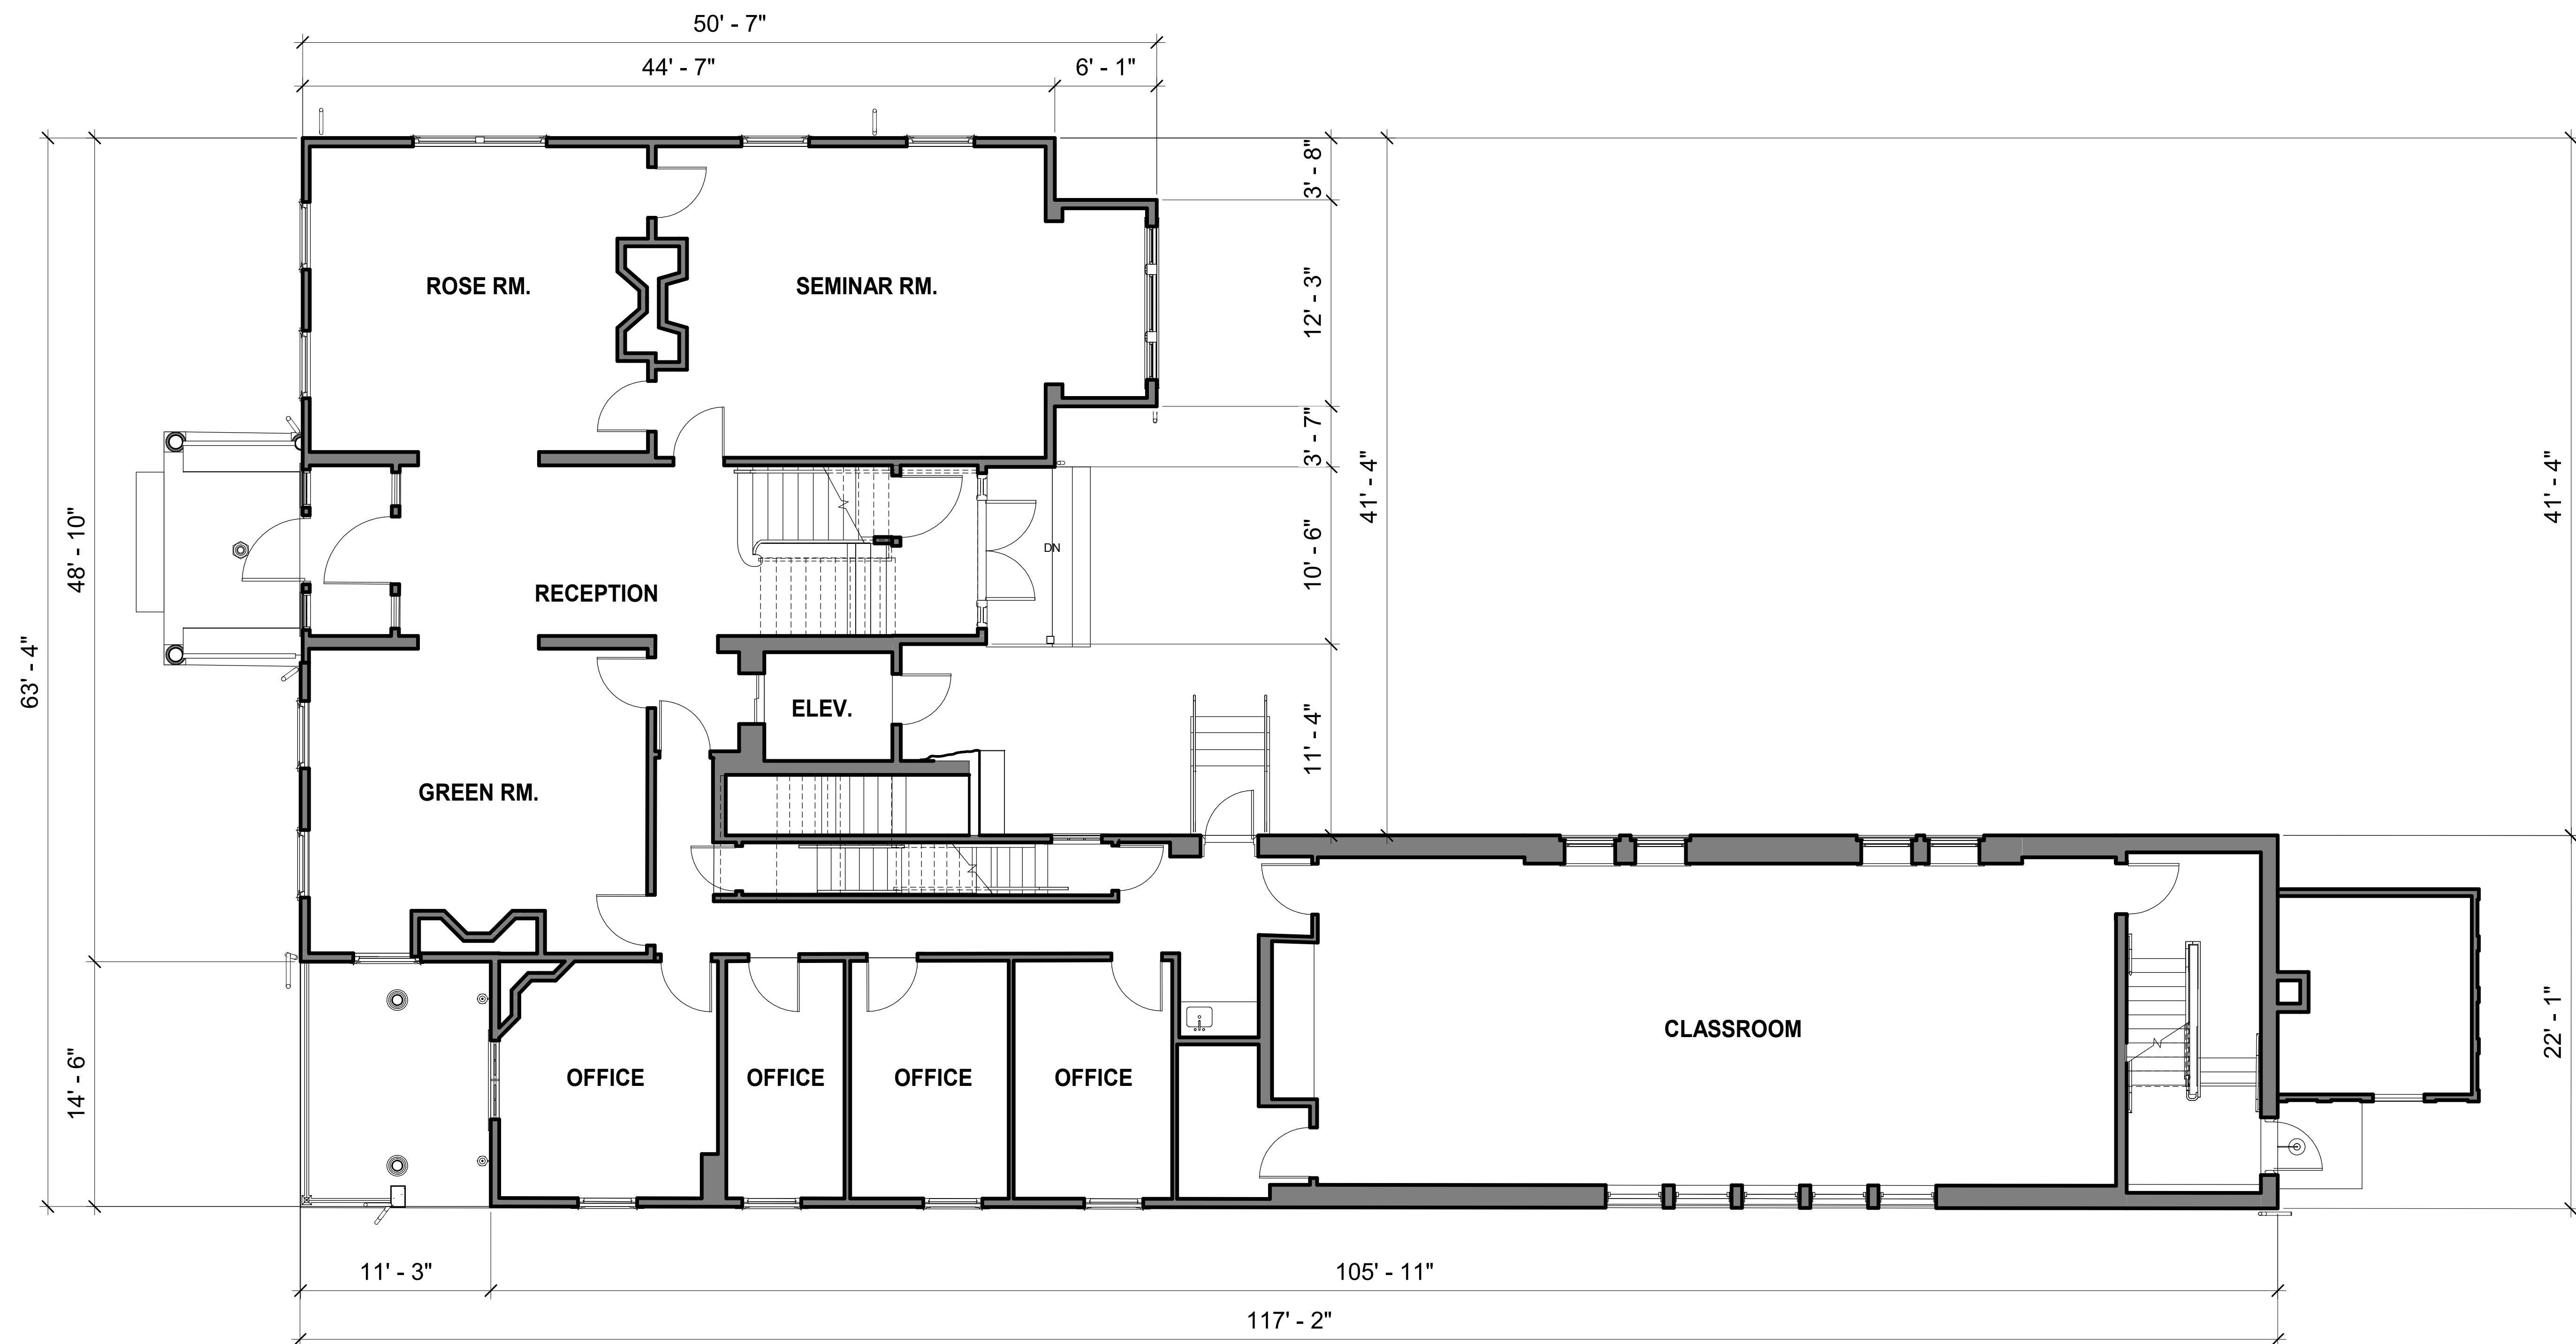 50' - 7"
44' - 7"
6' - 1"
3' - 8"
ROSE RM.
SEMINAR RM.
12' - 3"
3' - 7"
41' - 4"
41' - 4"
48' - 10"
10' - 6"
DN
RECEPTION
63' - 4"
ELEV.
11' - 4"
GREEN RM.
CLASSROOM
22' - 1"
14' - 6"
OFFICE
OFFICE
OFFICE
OFFICE
11' - 3"
105' - 11"
117' - 2"